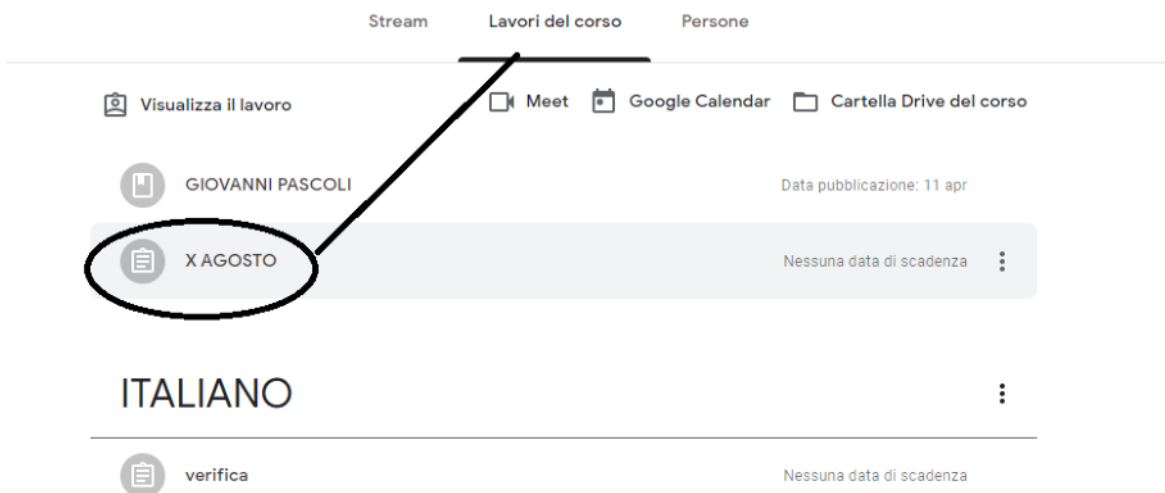 Stream Lavori del corso Persone
Visualizza il lavoro Meet Google Calendar Cartella Drive del corso
GIOVANNI PASCOLI Data pubblicazione: 11 apr
X AGOSTO Nessuna data di scadenza
ITALIANO
verifica Nessuna data di scadenza